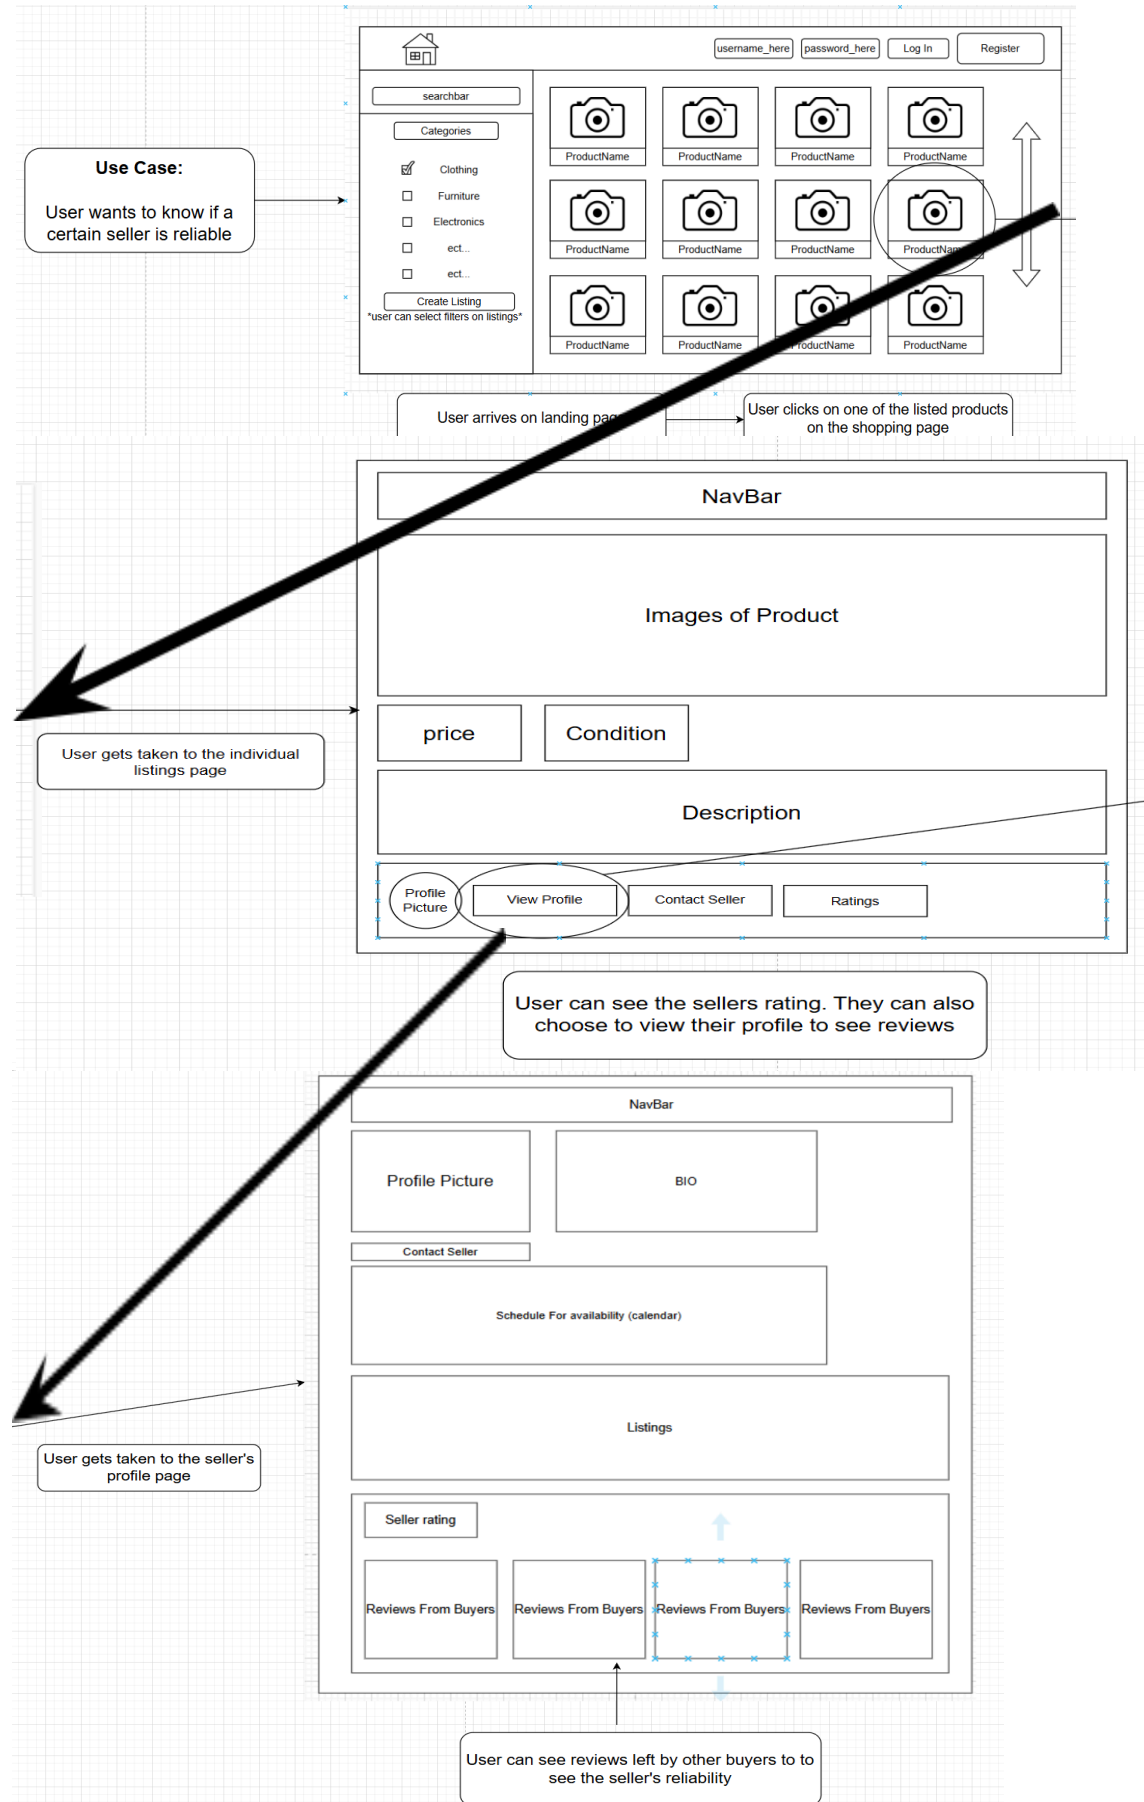 username_here password_here Log In Register
searchbar
Categories
Clothing
Furniture
Electronics
ect...
ect...
Create Listing
*user can select filters on listings*
ProductName ProductName ProductName ProductName
ProductName ProductName ProductName ProductName
ProductName ProductName ProductName ProductName
Use Case:
User wants to know if a
certain seller is reliable
User arrives on landing page
User clicks on one of the listed products
on the shopping page
NavBar
Images of Product
price Condition
Description
Profile
Picture
View Profile Contact Seller Ratings
User gets taken to the individual
listings page
User can see the sellers rating. They can also
choose to view their profile to see reviews
NavBar
Profile Picture BIO
Contact Seller
Schedule For availability (calendar)
Listings
Seller rating
Reviews From Buyers Reviews From Buyers Reviews From Buyers Reviews From Buyers
User gets taken to the seller's
profile page
User can see reviews left by other buyers to to
see the seller's reliability